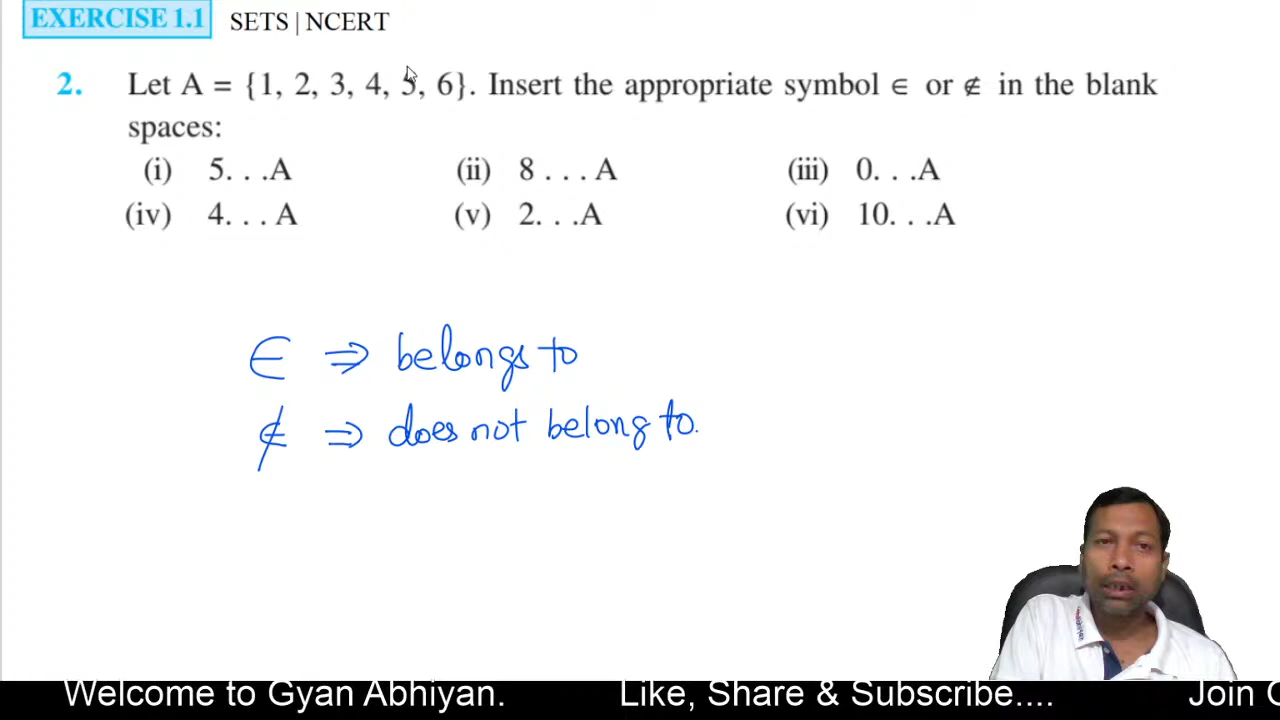 EXERCISE 1.1 SETS | NCERT
2. Let A = {1, 2, 3, 4, 5, 6}. Insert the appropriate symbol ∈ or ∉ in the blank
spaces:
(i) 5. . .A (ii) 8 . . . A (iii) 0. . .A
(iv) 4. . . A (v) 2. . .A (vi) 10. . .A
∈ ⇒ belongs to
∉ ⇒ does not belong to.
Welcome to Gyan Abhiyan. Like, Share & Subscribe.... Join